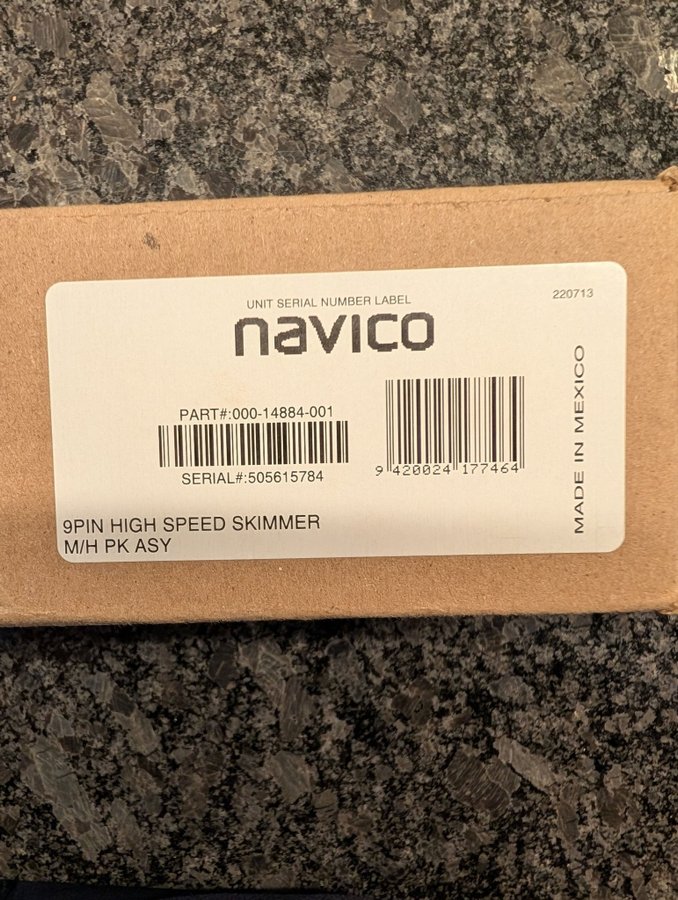 UNIT SERIAL NUMBER LABEL
220713
navico
PART#:000-14884-001
SERIAL#:505615784
9 420024 177464
MADE IN MEXICO
9PIN HIGH SPEED SKIMMER
M/H PK ASY